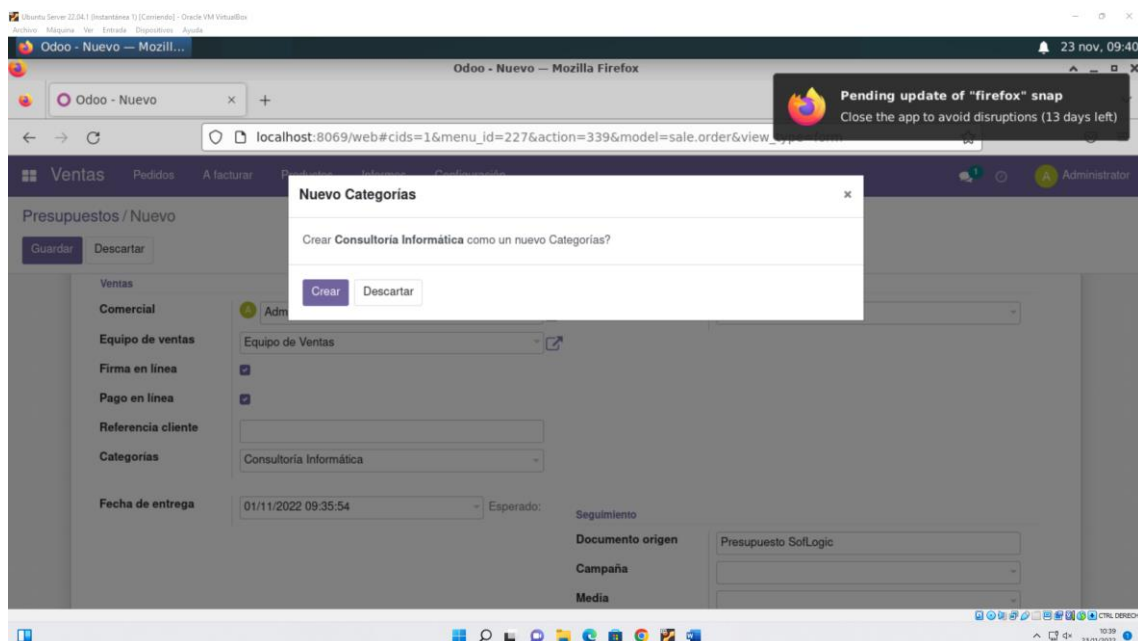 Ubuntu Server 22.04.1 (Instantánea 1) [Corriendo] - Oracle VM VirtualBox
Archivo Máquina Ver Entrada Dispositivos Ayuda
Odoo - Nuevo — Mozill...
23 nov, 09:40
Odoo - Nuevo — Mozilla Firefox
Odoo - Nuevo
Pending update of "firefox" snap
Close the app to avoid disruptions (13 days left)
localhost:8069/web#cids=1&menu_id=227&action=339&model=sale.order&view_type=form
Ventas Pedidos A facturar Productos Informes Configuración 1 A Administrator
Nuevo Categorías
Presupuestos / Nuevo
Crear Consultoría Informática como un nuevo Categorías?
Guardar Descartar
Crear Descartar
Ventas
Comercial A Adm
Equipo de ventas Equipo de Ventas
Firma en línea
Pago en línea
Referencia cliente
Categorías Consultoría Informática
Fecha de entrega 01/11/2022 09:35:54 Esperado:
Seguimiento
Documento origen Presupuesto SofLogic
Campaña
Media
CTRL DERECH
10:39